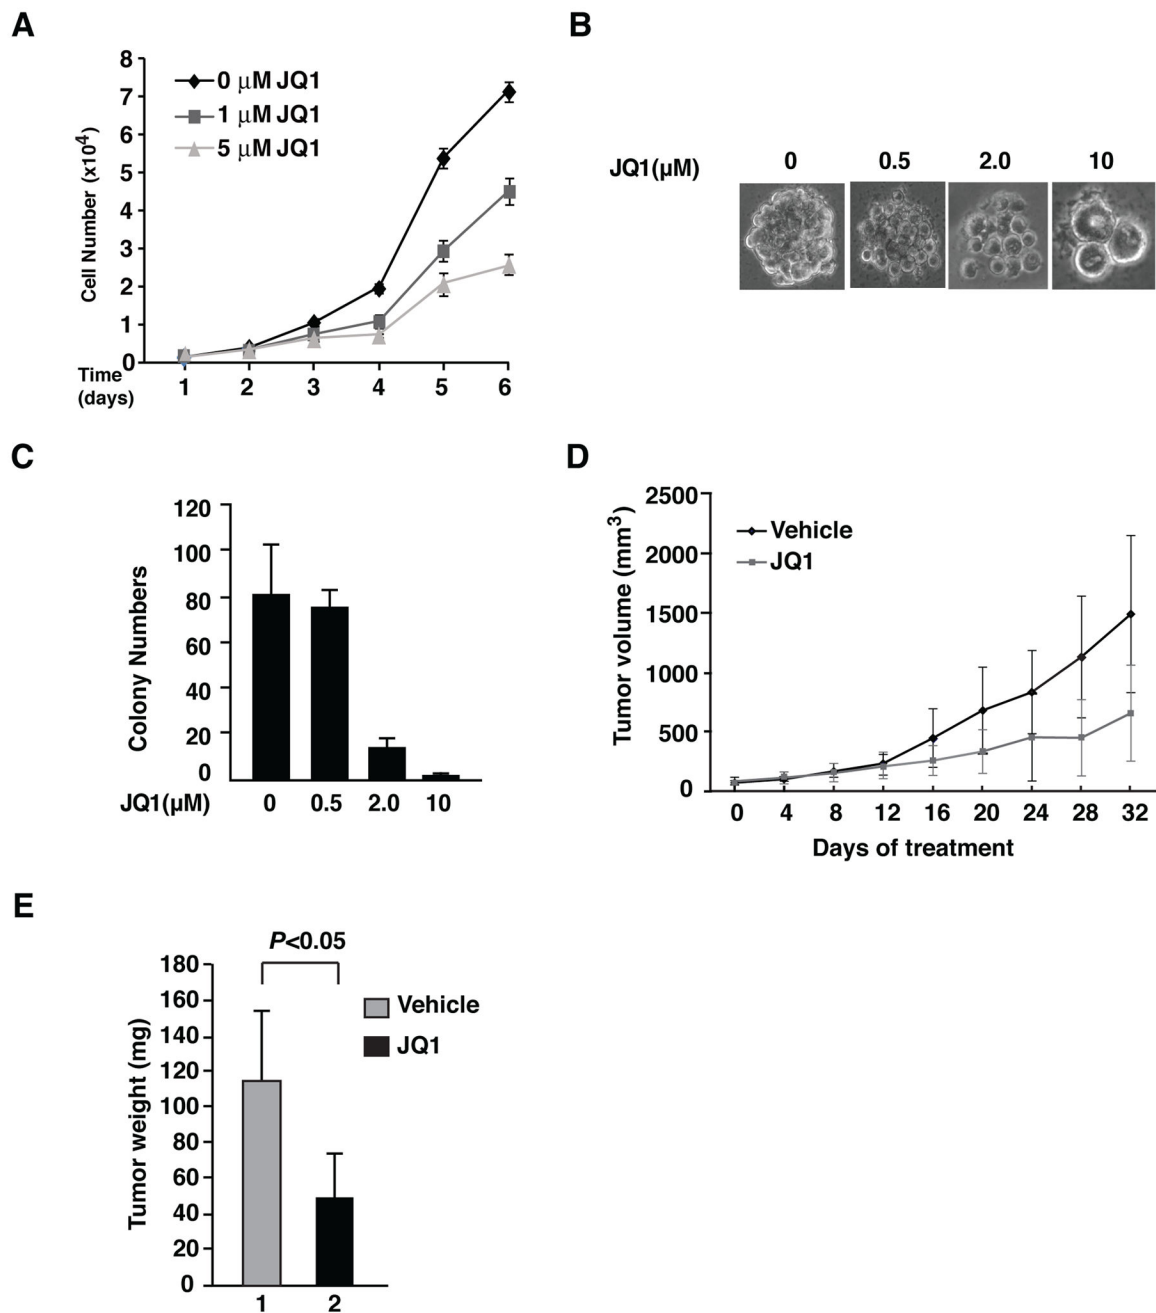 A
8
7
6
5
4
3
2
1
0
Cell Number (x10⁴)
0 μM JQ1
1 μM JQ1
5 μM JQ1
Time
(days)
1 2 3 4 5 6
B
JQ1(μM) 0 0.5 2.0 10
C
120
100
80
60
40
20
0
Colony Numbers
JQ1(μM) 0 0.5 2.0 10
D
2500
2000
1500
1000
500
0
Tumor volume (mm³)
Vehicle
JQ1
0 4 8 12 16 20 24 28 32
Days of treatment
E
P<0.05
180
160
140
120
100
80
60
40
20
0
Tumor weight (mg)
Vehicle
JQ1
1 2